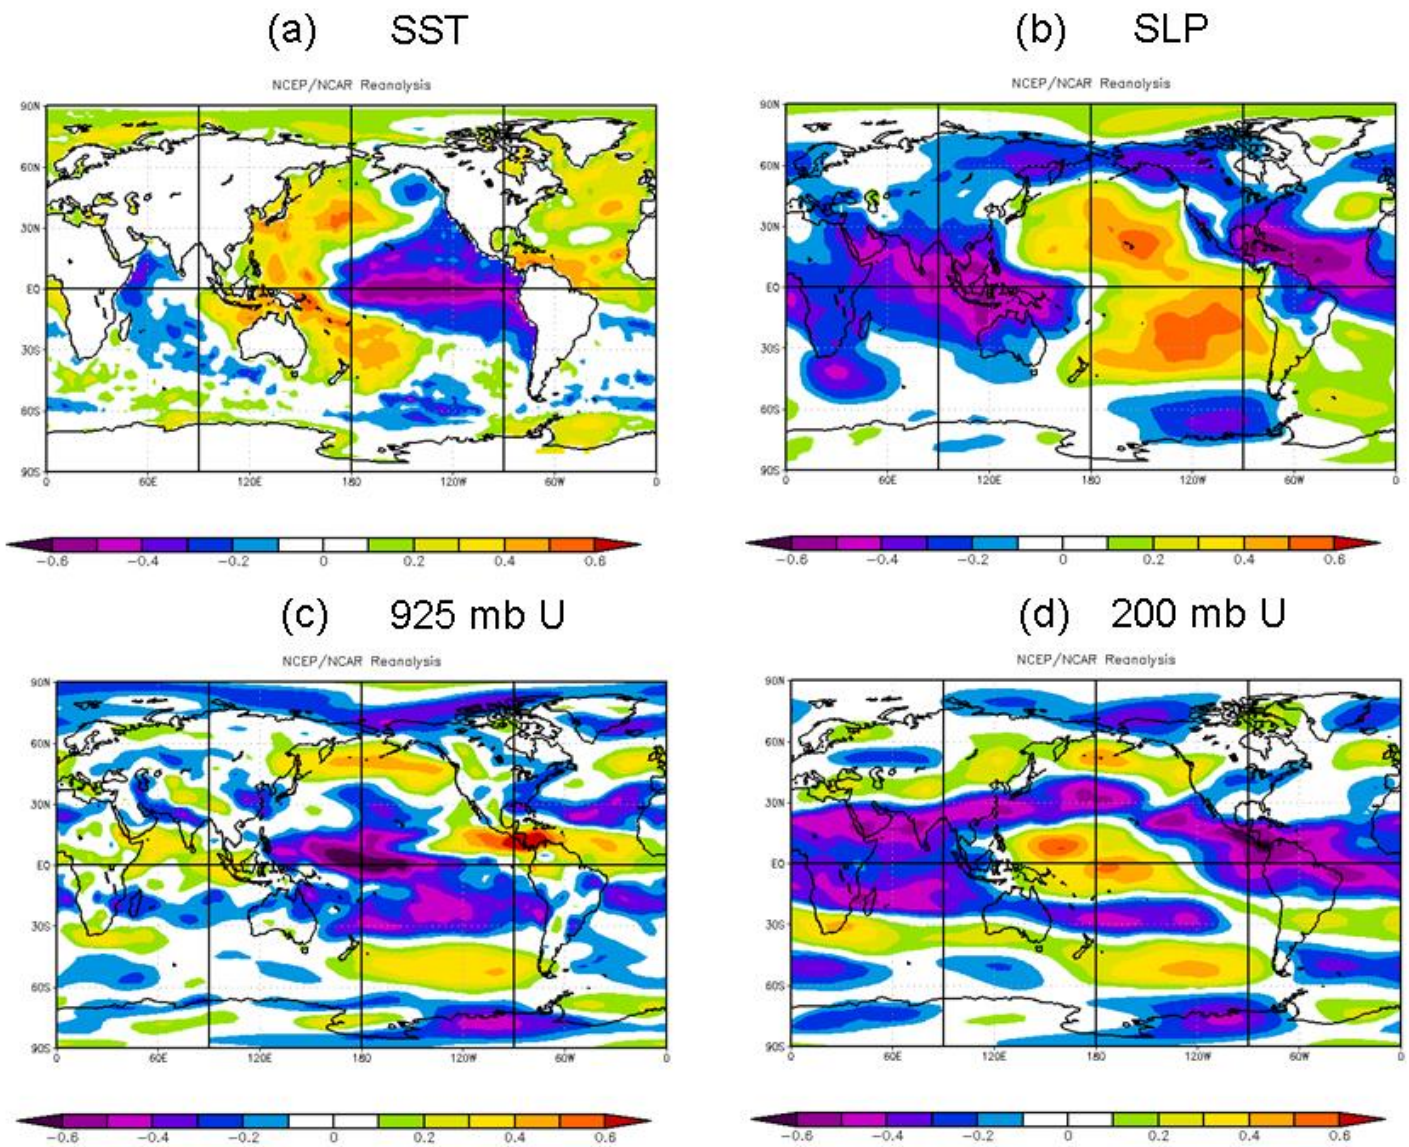 (a) SST
(b) SLP
NCEP/NCAR Reanalysis
NCEP/NCAR Reanalysis
90N
60N
30N
EQ
30S
60S
90S
0 60E 120E 180 120W 60W 0
90N
60N
30N
EQ
30S
60S
90S
0 60E 120E 180 120W 60W 0
-0.6 -0.4 -0.2 0 0.2 0.4 0.6
-0.6 -0.4 -0.2 0 0.2 0.4 0.6
(c) 925 mb U
(d) 200 mb U
NCEP/NCAR Reanalysis
NCEP/NCAR Reanalysis
90N
60N
30N
EQ
30S
60S
90S
0 60E 120E 180 120W 60W 0
90N
60N
30N
EQ
30S
60S
90S
0 60E 120E 180 120W 60W 0
-0.6 -0.4 -0.2 0 0.2 0.4 0.6
-0.6 -0.4 -0.2 0 0.2 0.4 0.6